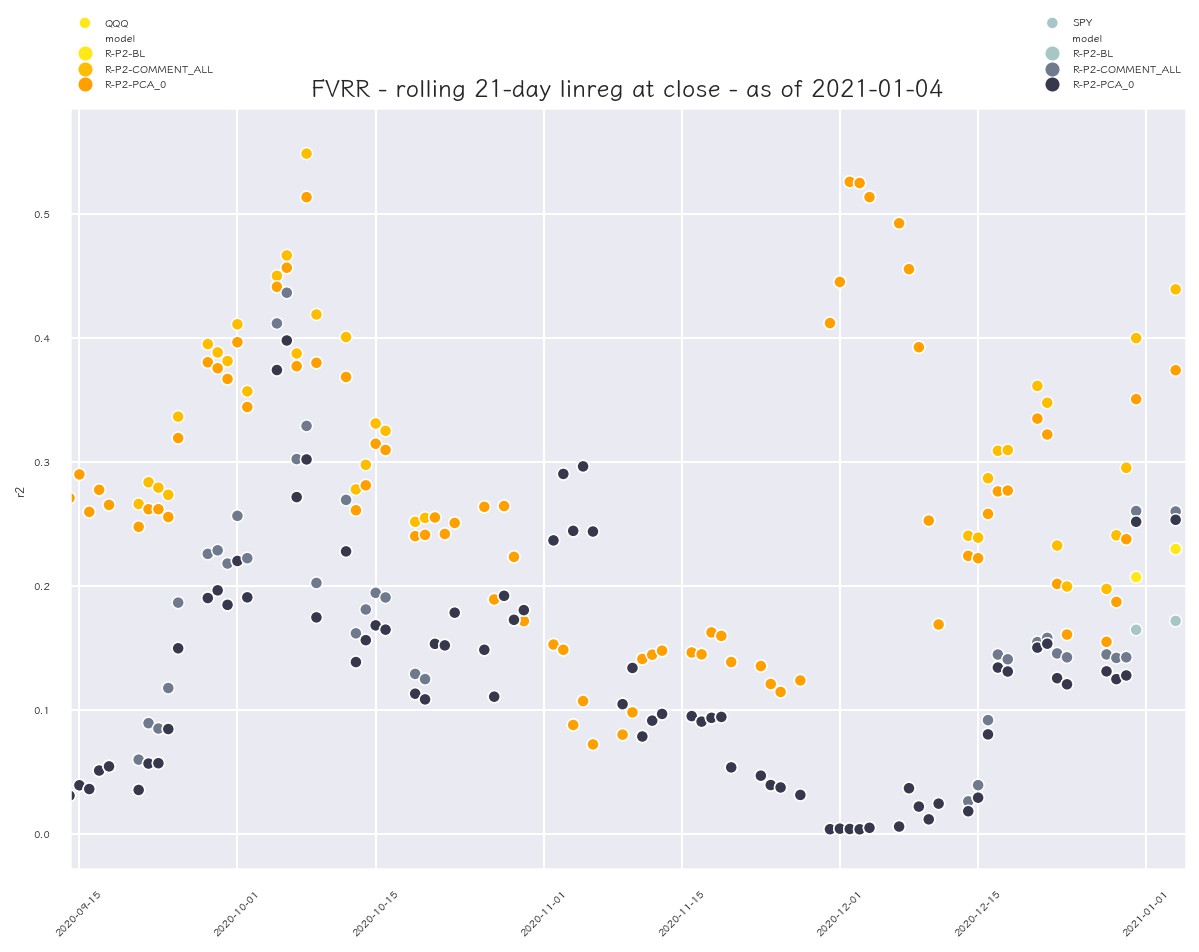 QQQ
model
R-P2-BL
R-P2-COMMENT_ALL
R-P2-PCA_0
SPY
model
R-P2-BL
R-P2-COMMENT_ALL
R-P2-PCA_0
FVRR - rolling 21-day linreg at close - as of 2021-01-04
r2
0.5
0.4
0.3
0.2
0.1
0.0
2020-09-15
2020-10-01
2020-10-15
2020-11-01
2020-11-15
2020-12-01
2020-12-15
2021-01-01